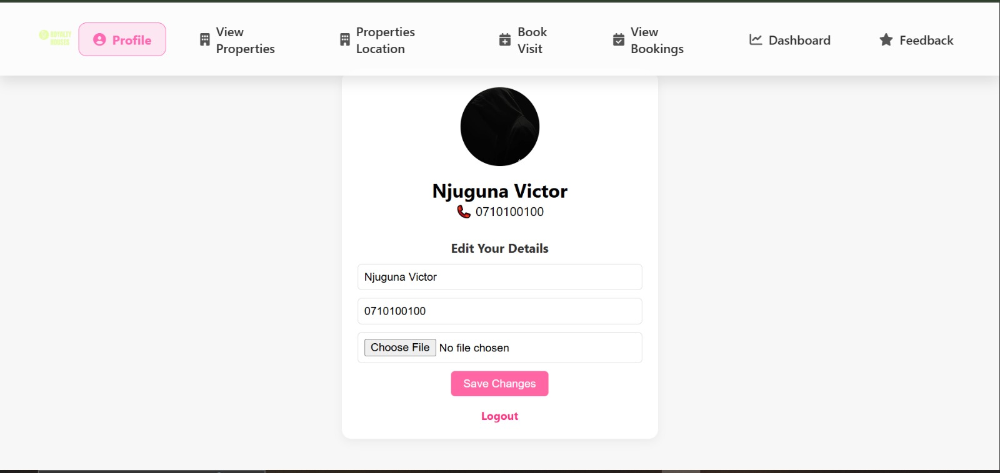 ROYALTY
HOUSES
Profile
View
Properties
Properties
Location
Book
Visit
View
Bookings
Dashboard
Feedback
Njuguna Victor
0710100100
Edit Your Details
Njuguna Victor
0710100100
Choose File No file chosen
Save Changes
Logout